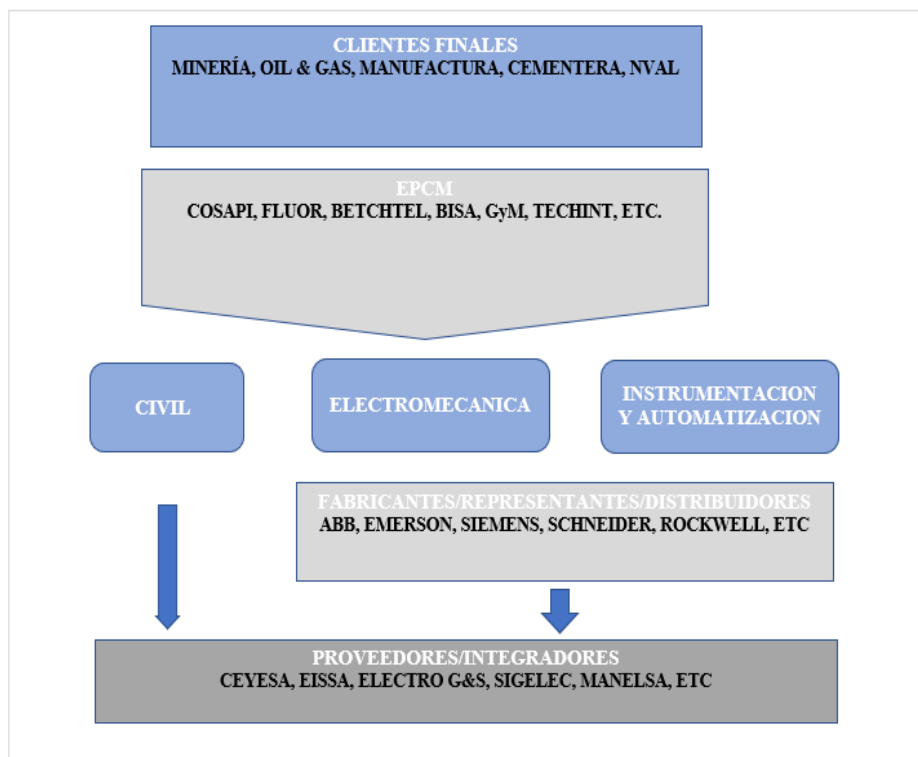 CLIENTES FINALES
MINERÍA, OIL & GAS, MANUFACTURA, CEMENTERA, NVAL
EPCM
COSAPI, FLUOR, BETCHTEL, BISA, GyM, TECHINT, ETC.
CIVIL
ELECTROMECANICA
INSTRUMENTACION
Y AUTOMATIZACION
FABRICANTES/REPRESENTANTES/DISTRIBUIDORES
ABB, EMERSON, SIEMENS, SCHNEIDER, ROCKWELL, ETC
PROVEEDORES/INTEGRADORES
CEYESA, EISSA, ELECTRO G&S, SIGELEC, MANELSA, ETC